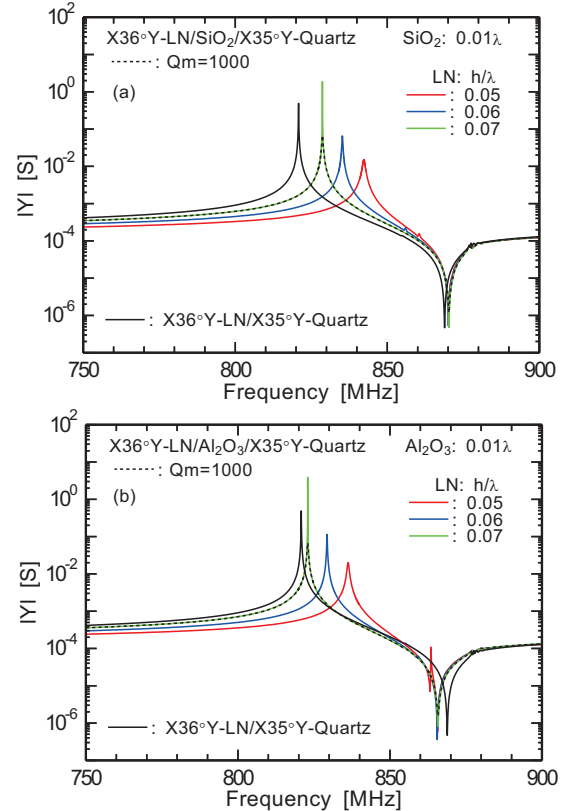 X36°Y-LN/SiO₂/X35°Y-Quartz SiO₂: 0.01λ
: Qm=1000 LN: h/λ
(a) : 0.05
: 0.06
: 0.07
10²
10⁰
10⁻²
10⁻⁴
10⁻⁶
|Y| [S]
: X36°Y-LN/X35°Y-Quartz
750 800 850 900
Frequency [MHz]
X36°Y-LN/Al₂O₃/X35°Y-Quartz Al₂O₃: 0.01λ
: Qm=1000 LN: h/λ
(b) : 0.05
: 0.06
: 0.07
10²
10⁰
10⁻²
10⁻⁴
10⁻⁶
|Y| [S]
: X36°Y-LN/X35°Y-Quartz
750 800 850 900
Frequency [MHz]